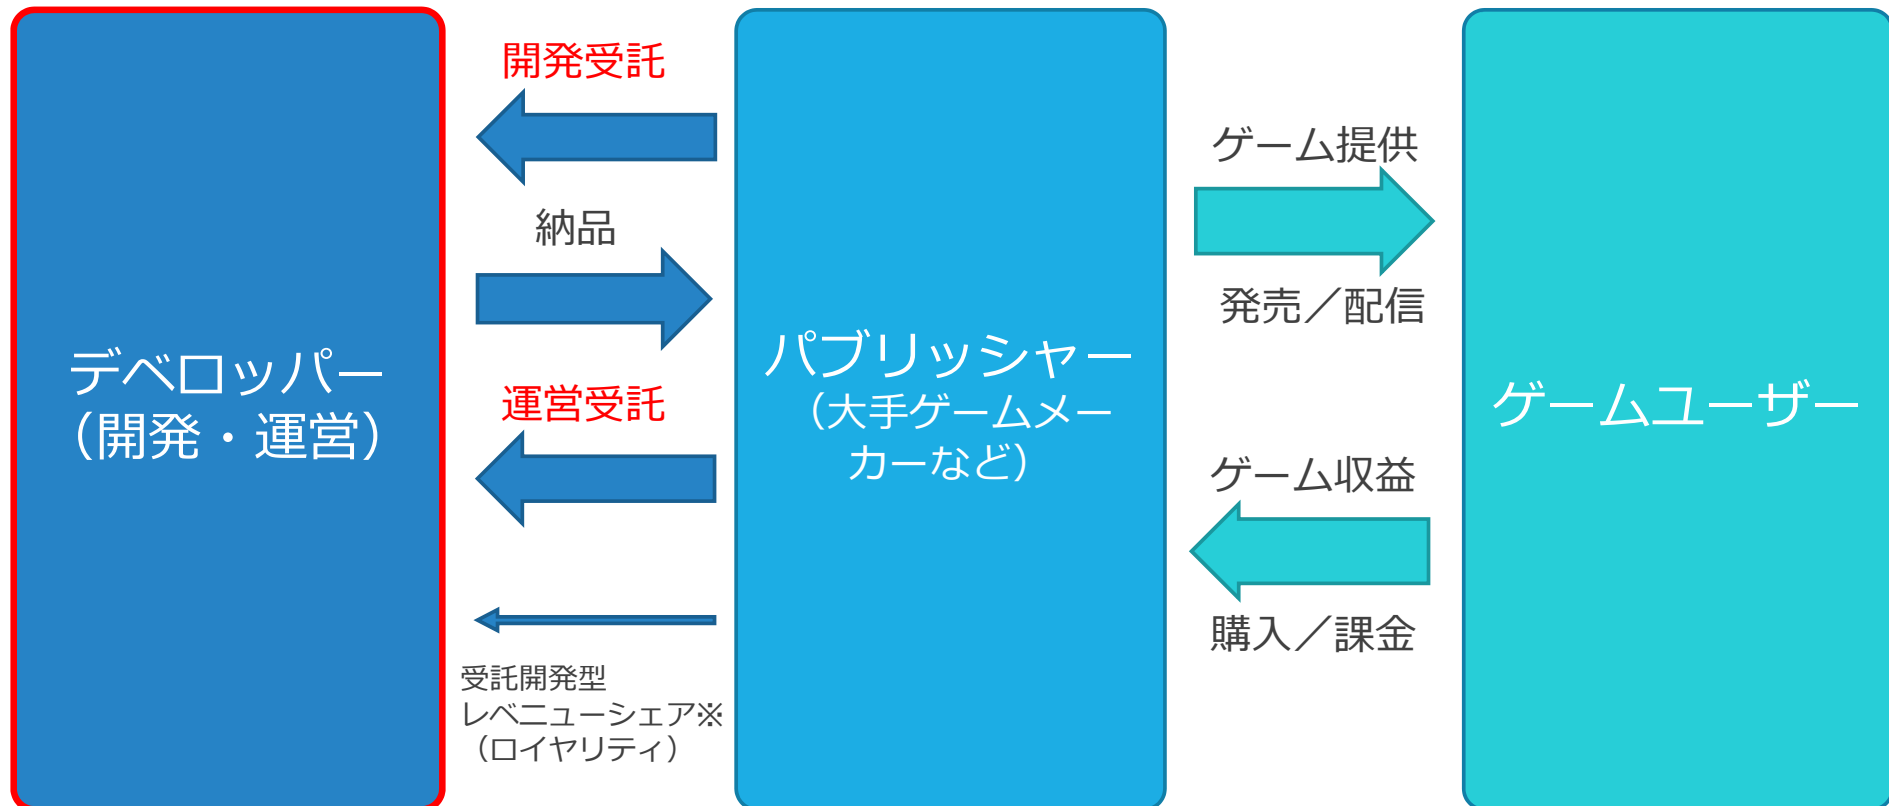 デベロッパー
（開発・運営）
開発受託
納品
運営受託
受託開発型
レベニューシェア※
（ロイヤリティ）
パブリッシャー
（大手ゲームメー
カーなど）
ゲーム提供
発売／配信
ゲーム収益
購入／課金
ゲームユーザー